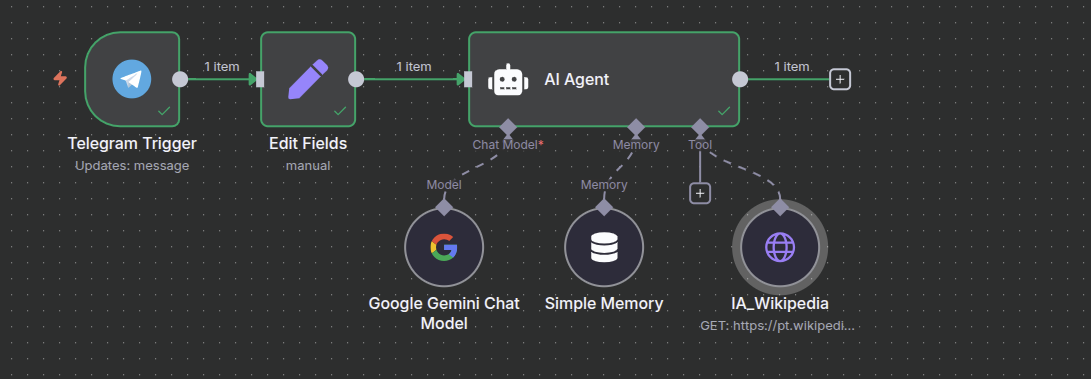 1 item
1 item
AI Agent
1 item
Telegram Trigger
Updates: message
Edit Fields
manual
Chat Model*
Memory
Tool
Model
Memory
Google Gemini Chat
Model
Simple Memory
IA_Wikipedia
GET: https://pt.wikipedi...